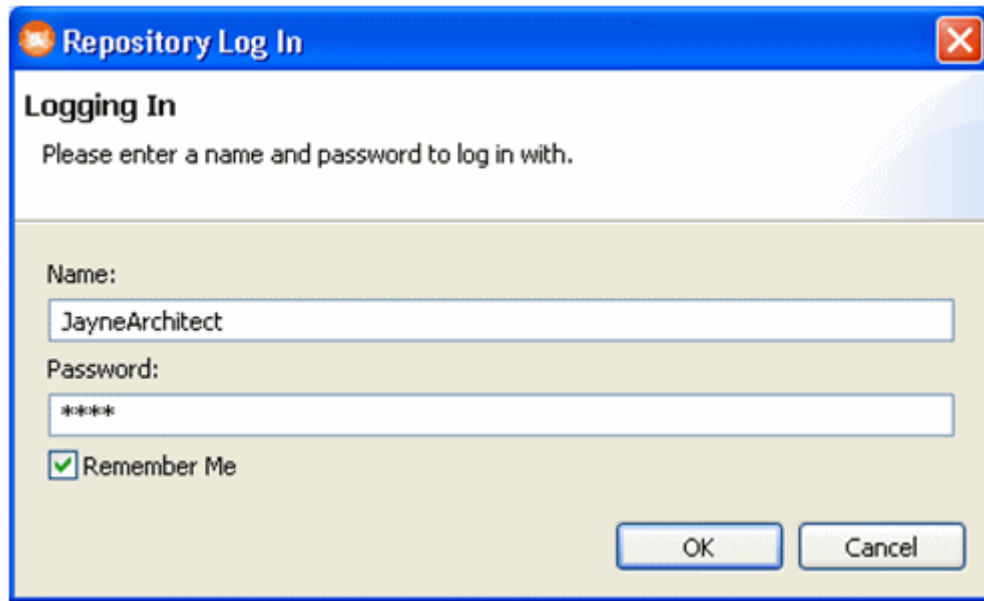 Repository Log In
Logging In
Please enter a name and password to log in with.
Name:
JayneArchitect
Password:
****
Remember Me
OK
Cancel